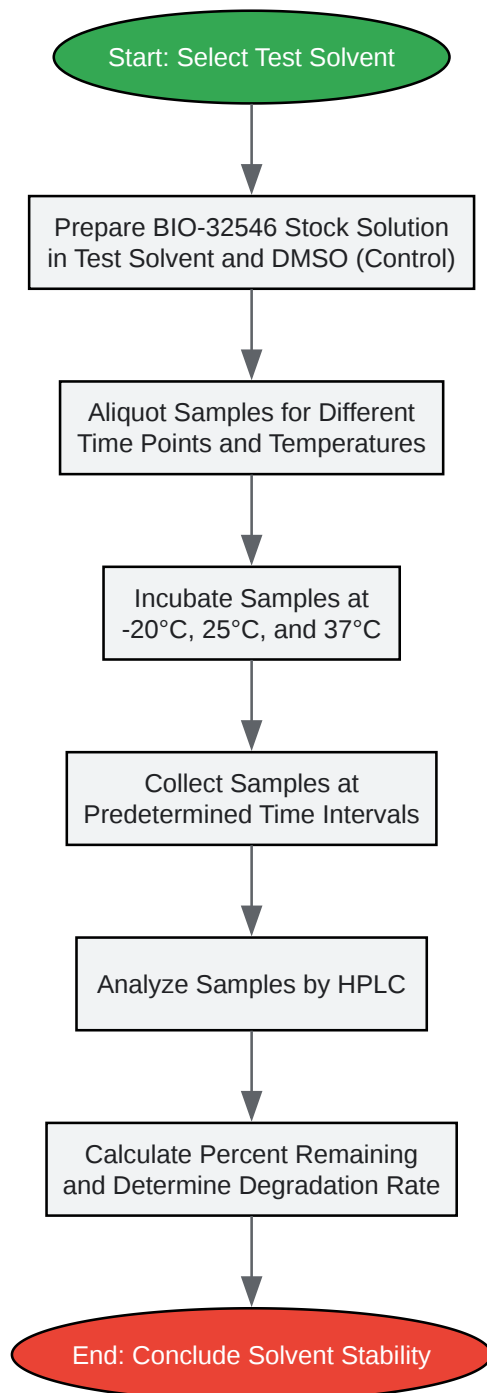 Start: Select Test Solvent
Prepare BIO-32546 Stock Solution
in Test Solvent and DMSO (Control)
Aliquot Samples for Different
Time Points and Temperatures
Incubate Samples at
-20°C, 25°C, and 37°C
Collect Samples at
Predetermined Time Intervals
Analyze Samples by HPLC
Calculate Percent Remaining
and Determine Degradation Rate
End: Conclude Solvent Stability